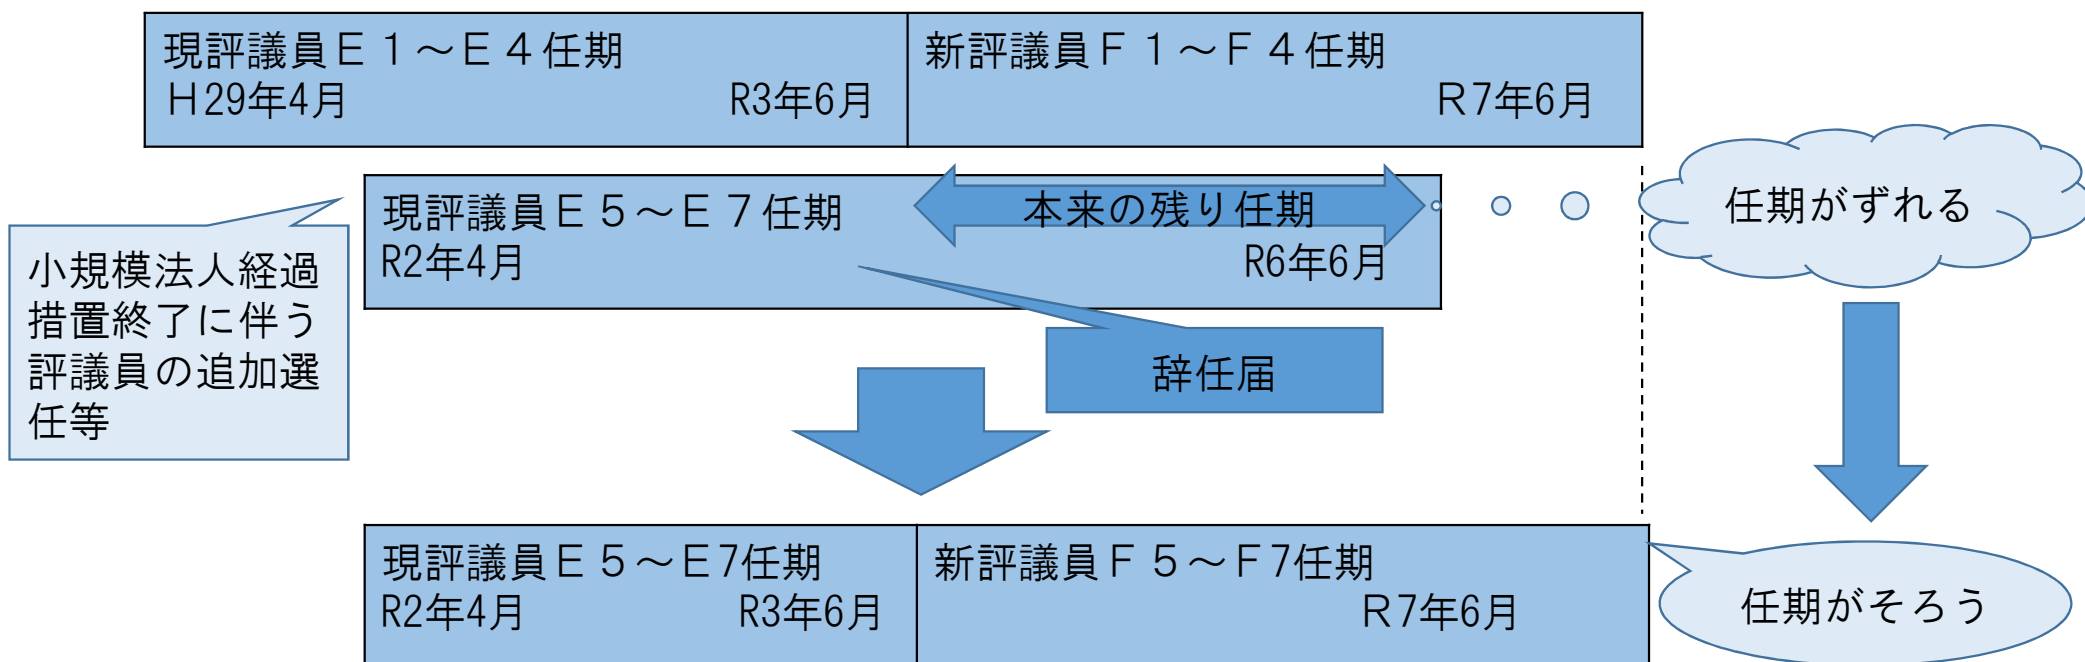 現評議員Ｅ１～Ｅ４任期
Ｈ29年4月 R3年6月
新評議員Ｆ１～Ｆ４任期
Ｒ7年6月
小規模法人経過
措置終了に伴う
評議員の追加選
任等
現評議員Ｅ５～Ｅ７任期
R2年4月 R6年6月
本来の残り任期
任期がずれる
辞任届
現評議員Ｅ５～Ｅ7任期
R2年4月 R3年6月
新評議員Ｆ５～Ｆ7任期
Ｒ7年6月
任期がそろう